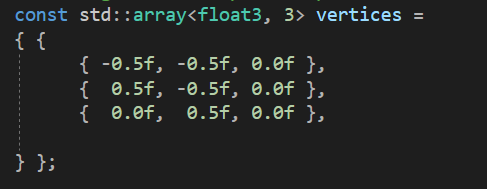 const std::array<float3, 3> vertices =
{ {
{ -0.5f, -0.5f, 0.0f },
{  0.5f, -0.5f, 0.0f },
{  0.0f,  0.5f, 0.0f },
} };